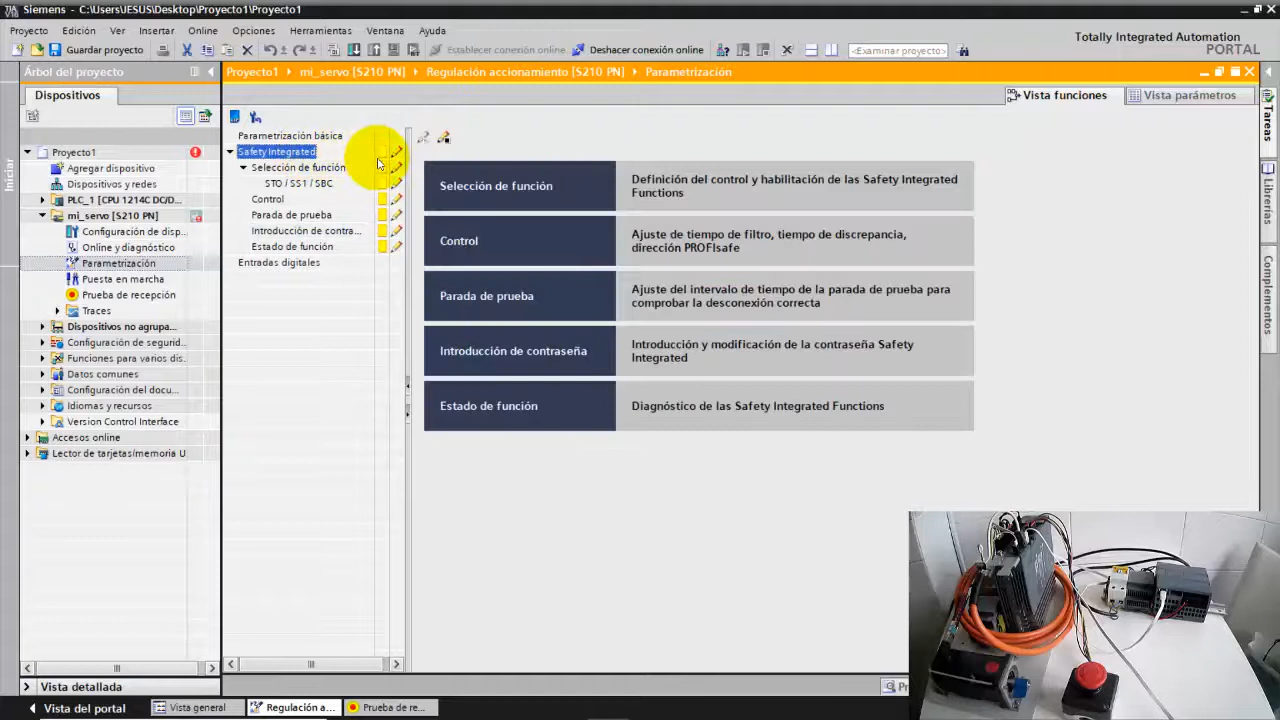 Siemens - C:\Users\JESUS\Desktop\Proyecto1\Proyecto1
Proyecto Edición Ver Insertar Online Opciones Herramientas Ventana Ayuda
Totally Integrated Automation
PORTAL
Guardar proyecto
Establecer conexión online
Deshacer conexión online
<Examinar proyecto>
Árbol del proyecto
Proyecto1 mi_servo [S210 PN] Regulación accionamiento [S210 PN] Parametrización
Dispositivos
Vista funciones
Vista parámetros
Iniciar
Proyecto1
Agregar dispositivo
Dispositivos y redes
PLC_1 [CPU 1214C DC/D...
mi_servo [S210 PN]
Configuración de disp...
Online y diagnóstico
Parametrización
Puesta en marcha
Prueba de recepción
Traces
Dispositivos no agrupa...
Configuración de segurid...
Funciones para varios dis...
Datos comunes
Configuración del docu...
Idiomas y recursos
Version Control Interface
Accesos online
Lector de tarjetas/memoria U
Vista detallada
Parametrización básica
Safety Integrated
Selección de función
STO / SS1 / SBC
Control
Parada de prueba
Introducción de contra...
Estado de función
Entradas digitales
Selección de función
Definición del control y habilitación de las Safety Integrated
Functions
Control
Ajuste de tiempo de filtro, tiempo de discrepancia,
dirección PROFIsafe
Parada de prueba
Ajuste del intervalo de tiempo de la parada de prueba para
comprobar la desconexión correcta
Introducción de contraseña
Introducción y modificación de la contraseña Safety
Integrated
Estado de función
Diagnóstico de las Safety Integrated Functions
Tareas
Librerías
Complementos
Vista del portal
Vista general
Regulación a...
Prueba de re...